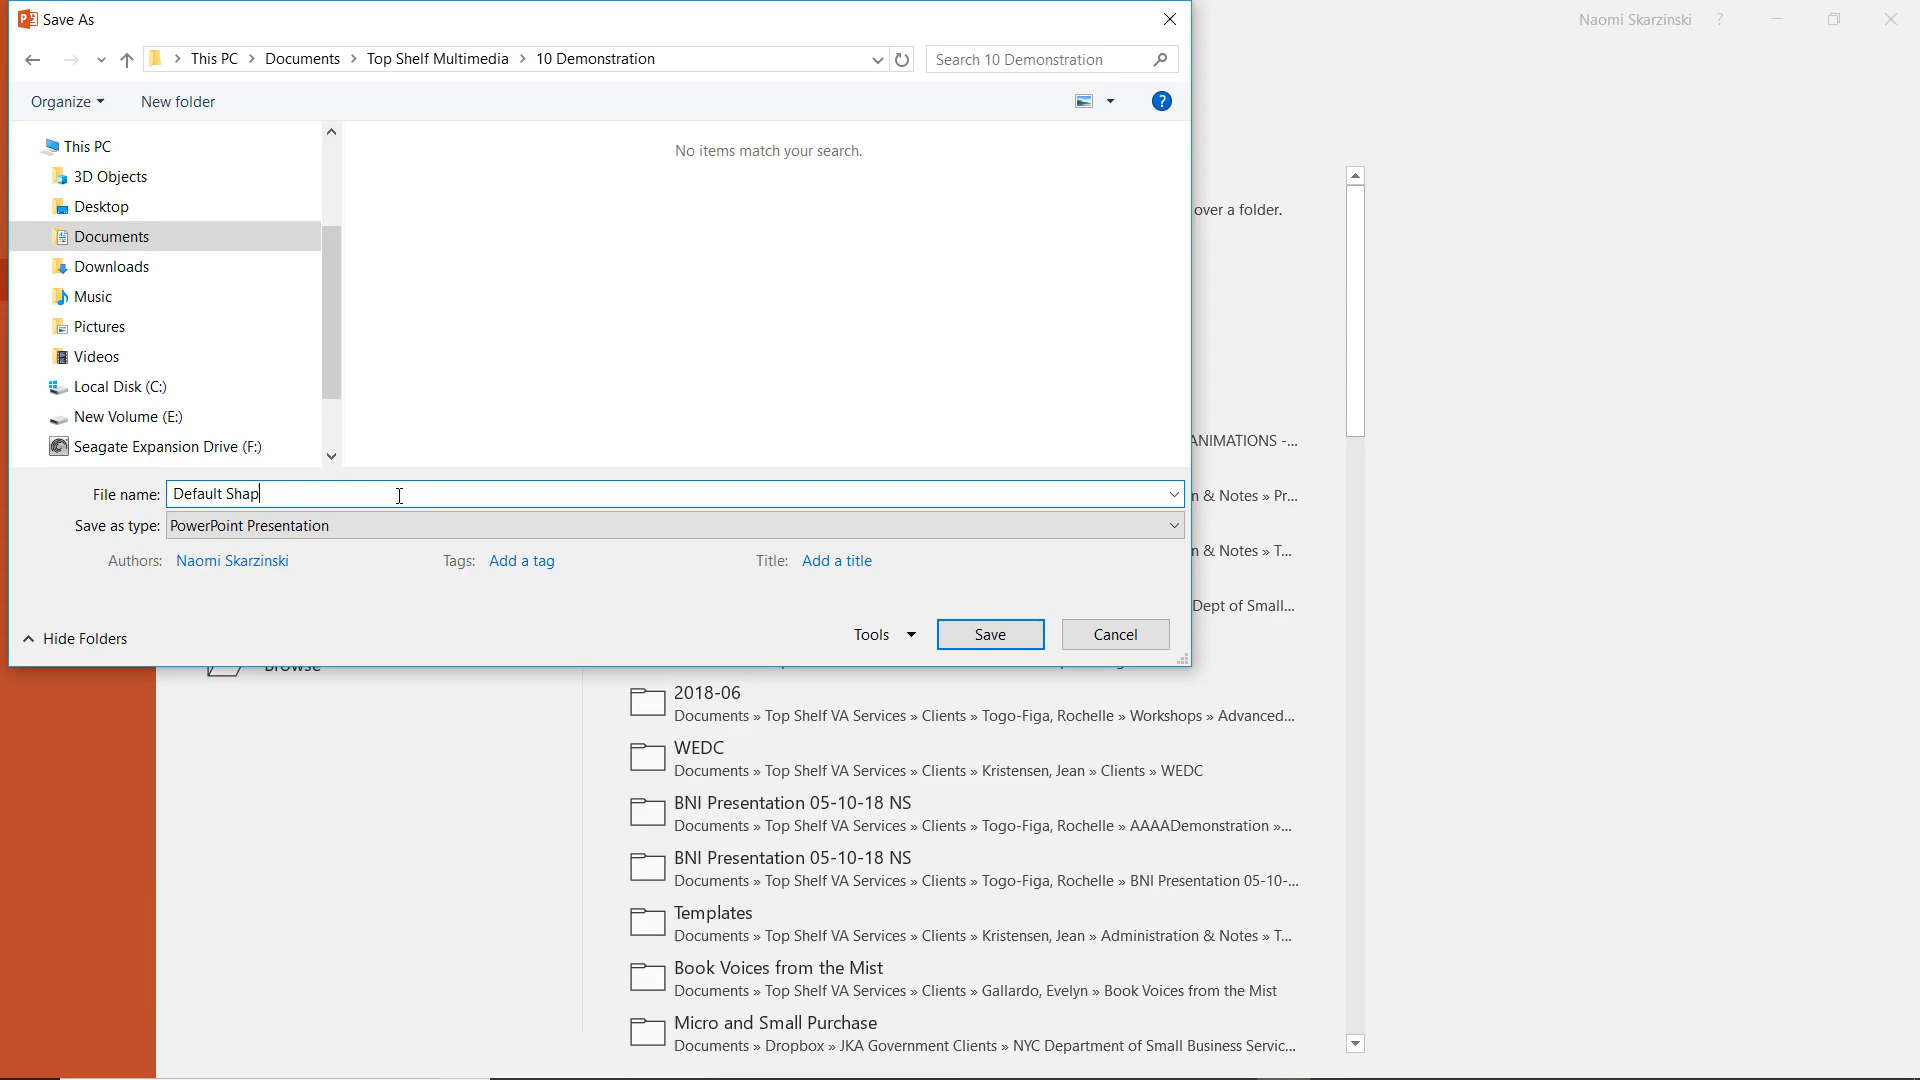 Save As
Naomi Skarzinski ?
This PC > Documents > Top Shelf Multimedia > 10 Demonstration
Search 10 Demonstration
Organize
New folder
?
This PC
3D Objects
Desktop
Documents
Downloads
Music
Pictures
Videos
Local Disk (C:)
New Volume (E:)
Seagate Expansion Drive (F:)
No items match your search.
over a folder.
ANIMATIONS -...
n & Notes » Pr...
n & Notes » T...
Dept of Small...
File name: Default Shap
Save as type: PowerPoint Presentation
Authors: Naomi Skarzinski
Tags: Add a tag
Title: Add a title
Hide Folders
Tools
Save
Cancel
Browse
2018-06
Documents » Top Shelf VA Services » Clients » Togo-Figa, Rochelle » Workshops » Advanced...
WEDC
Documents » Top Shelf VA Services » Clients » Kristensen, Jean » Clients » WEDC
BNI Presentation 05-10-18 NS
Documents » Top Shelf VA Services » Clients » Togo-Figa, Rochelle » AAAADemonstration »...
BNI Presentation 05-10-18 NS
Documents » Top Shelf VA Services » Clients » Togo-Figa, Rochelle » BNI Presentation 05-10-...
Templates
Documents » Top Shelf VA Services » Clients » Kristensen, Jean » Administration & Notes » T...
Book Voices from the Mist
Documents » Top Shelf VA Services » Clients » Gallardo, Evelyn » Book Voices from the Mist
Micro and Small Purchase
Documents » Dropbox » JKA Government Clients » NYC Department of Small Business Servic...